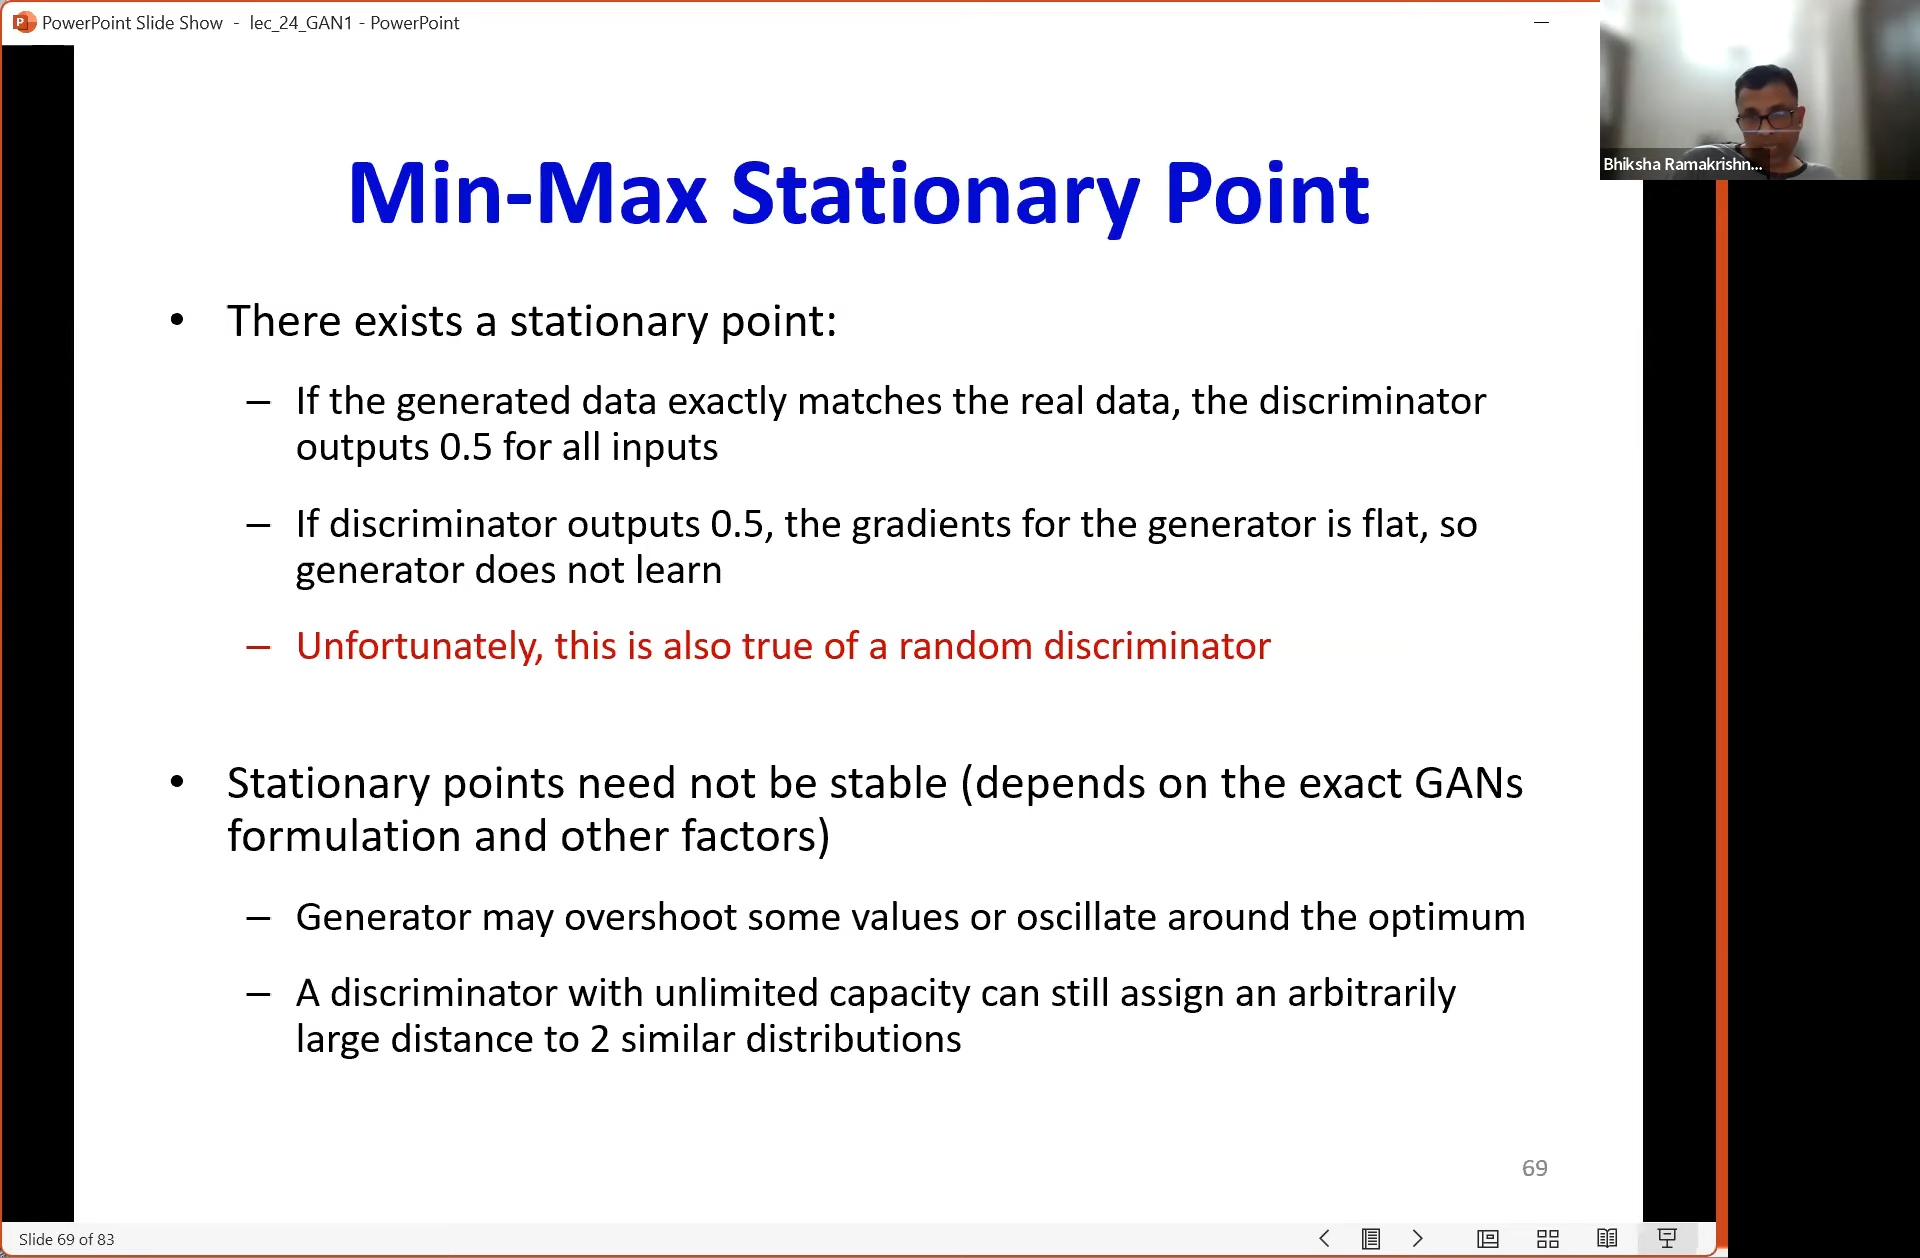 PowerPoint Slide Show - lec_24_GAN1 - PowerPoint
Bhiksha Ramakrishn...
Min-Max Stationary Point
• There exists a stationary point:
– If the generated data exactly matches the real data, the discriminator
outputs 0.5 for all inputs
– If discriminator outputs 0.5, the gradients for the generator is flat, so
generator does not learn
– Unfortunately, this is also true of a random discriminator
• Stationary points need not be stable (depends on the exact GANs
formulation and other factors)
– Generator may overshoot some values or oscillate around the optimum
– A discriminator with unlimited capacity can still assign an arbitrarily
large distance to 2 similar distributions
69
Slide 69 of 83